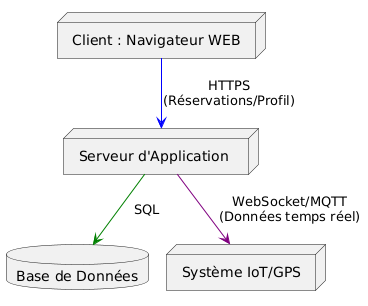 Client : Navigateur WEB
HTTPS
(Réservations/Profil)
Serveur d'Application
SQL
WebSocket/MQTT
(Données temps réel)
Base de Données
Système IoT/GPS